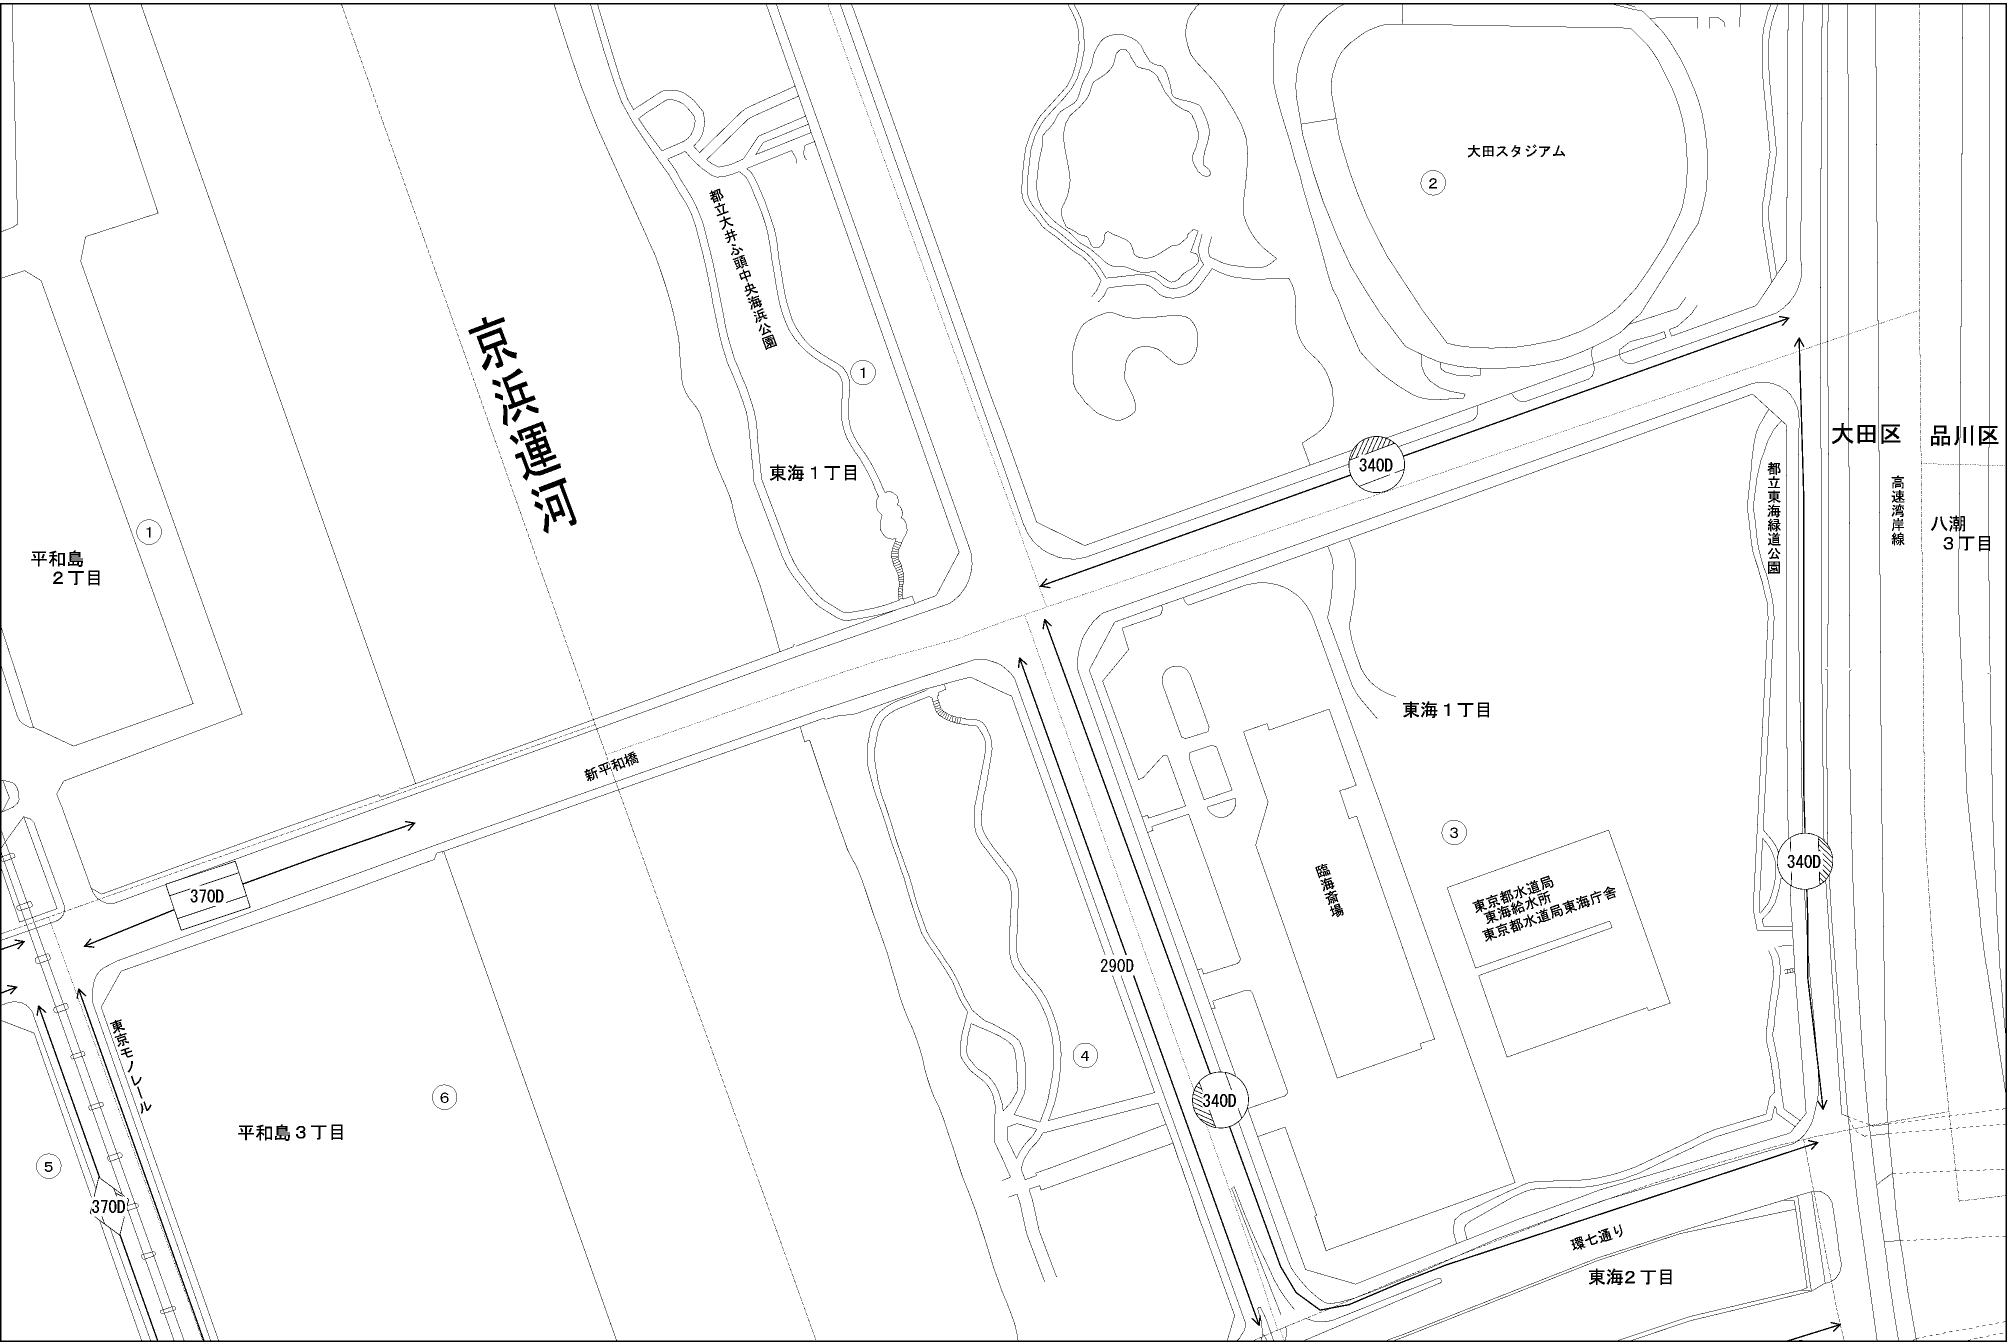 大田スタジアム
②
都立大井ふ頭中央海浜公園
京浜運河
①
東海１丁目
340D
大田区
品川区
都立東海緑道公園
高速湾岸線
八潮
３丁目
①
平和島
２丁目
東海１丁目
新平和橋
370D
③
臨海斎場
340D
東京都水道局
東海給水所
東京都水道局東海庁舎
290D
④
340D
東京モノレール
⑥
平和島３丁目
⑤
370D
環七通り
東海２丁目